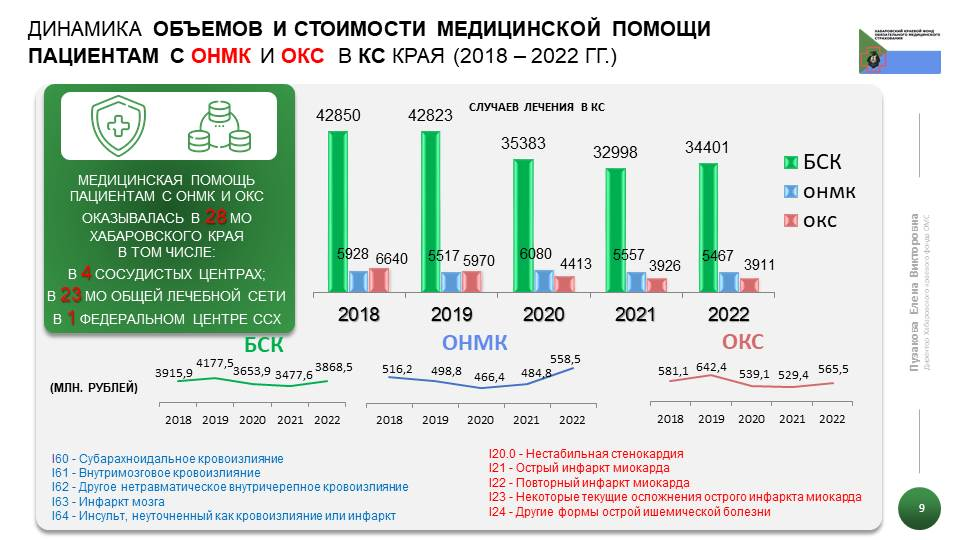 ДИНАМИКА ОБЪЕМОВ И СТОИМОСТИ МЕДИЦИНСКОЙ ПОМОЩИ
ПАЦИЕНТАМ С ОНМК И ОКС В КС КРАЯ (2018 – 2022 ГГ.)
ХАБАРОВСКИЙ КРАЕВОЙ ФОНД
ОБЯЗАТЕЛЬНОГО МЕДИЦИНСКОГО
СТРАХОВАНИЯ
МЕДИЦИНСКАЯ ПОМОЩЬ
ПАЦИЕНТАМ С ОНМК И ОКС
ОКАЗЫВАЛАСЬ В 28 МО
ХАБАРОВСКОГО КРАЯ
В ТОМ ЧИСЛЕ:
В 4 СОСУДИСТЫХ ЦЕНТРАХ;
В 23 МО ОБЩЕЙ ЛЕЧЕБНОЙ СЕТИ
В 1 ФЕДЕРАЛЬНОМ ЦЕНТРЕ ССХ
СЛУЧАЕВ ЛЕЧЕНИЯ В КС
42850 42823 35383 32998 34401
5928 6640 5517 5970 6080 4413 5557 3926 5467 3911
2018 2019 2020 2021 2022
БСК
ОНМК
ОКС
Пузакова Елена Викторовна
Директор Хабаровского краевого фонда ОМС
(МЛН. РУБЛЕЙ)
БСК
3915,9 4177,5 3653,9 3477,6 3868,5
2018 2019 2020 2021 2022
ОНМК
516,2 498,8 466,4 484,8 558,5
2018 2019 2020 2021 2022
ОКС
581,1 642,4 539,1 529,4 565,5
2018 2019 2020 2021 2022
I60 - Субарахноидальное кровоизлияние
I61 - Внутримозговое кровоизлияние
I62 - Другое нетравматическое внутричерепное кровоизлияние
I63 - Инфаркт мозга
I64 - Инсульт, неуточненный как кровоизлияние или инфаркт
I20.0 - Нестабильная стенокардия
I21 - Острый инфаркт миокарда
I22 - Повторный инфаркт миокарда
I23 - Некоторые текущие осложнения острого инфаркта миокарда
I24 - Другие формы острой ишемической болезни
9